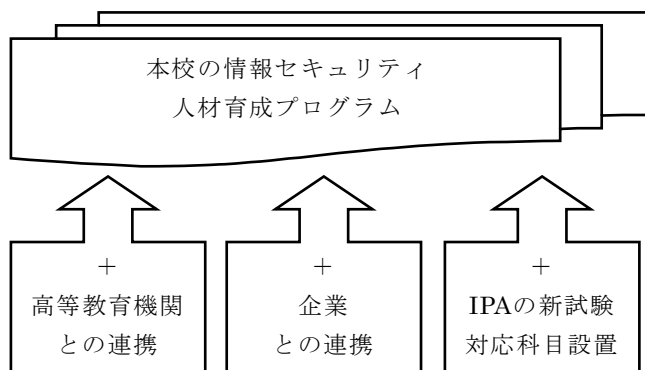 本校の情報セキュリティ
人材育成プログラム
＋
高等教育機関
との連携
＋
企業
との連携
＋
IPAの新試験
対応科目設置